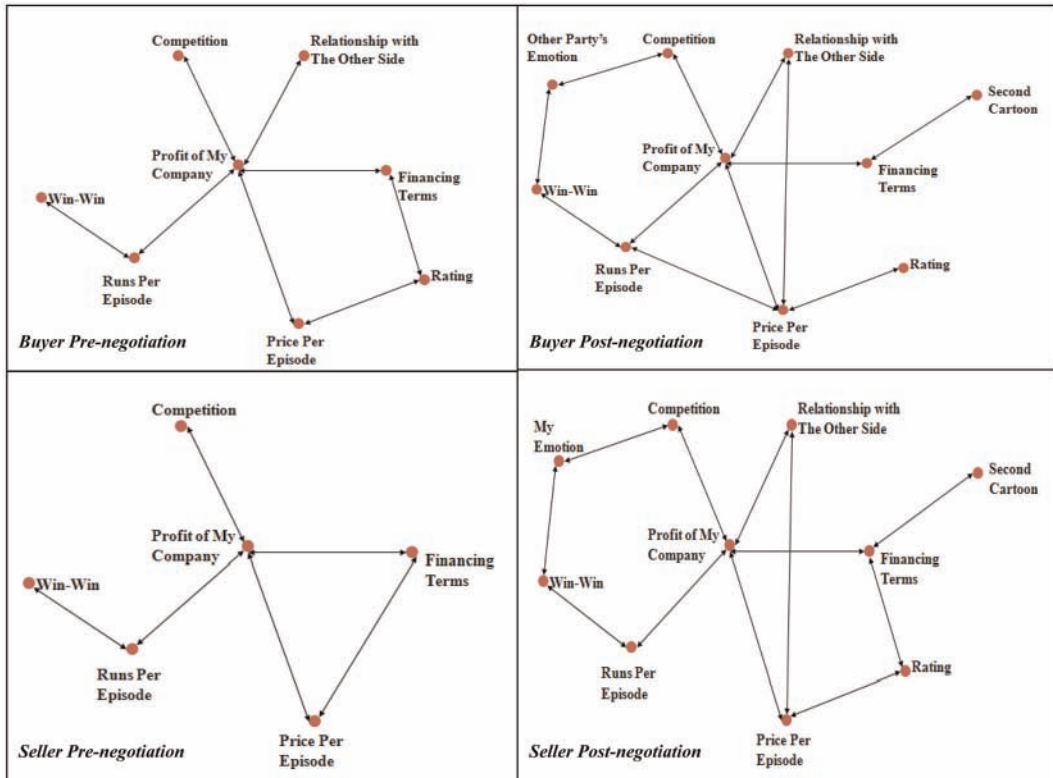 Competition
Relationship with
The Other Side
Profit of My
Company
Financing
Terms
Win-Win
Runs Per
Episode
Rating
Price Per
Episode
Buyer Pre-negotiation
Other Party's
Emotion
Competition
Relationship with
The Other Side
Second
Cartoon
Profit of My
Company
Financing
Terms
Win-Win
Runs Per
Episode
Rating
Price Per
Episode
Buyer Post-negotiation
Competition
Profit of My
Company
Financing
Terms
Win-Win
Runs Per
Episode
Price Per
Episode
Seller Pre-negotiation
My
Emotion
Competition
Relationship with
The Other Side
Second
Cartoon
Profit of My
Company
Financing
Terms
Win-Win
Runs Per
Episode
Rating
Price Per
Episode
Seller Post-negotiation